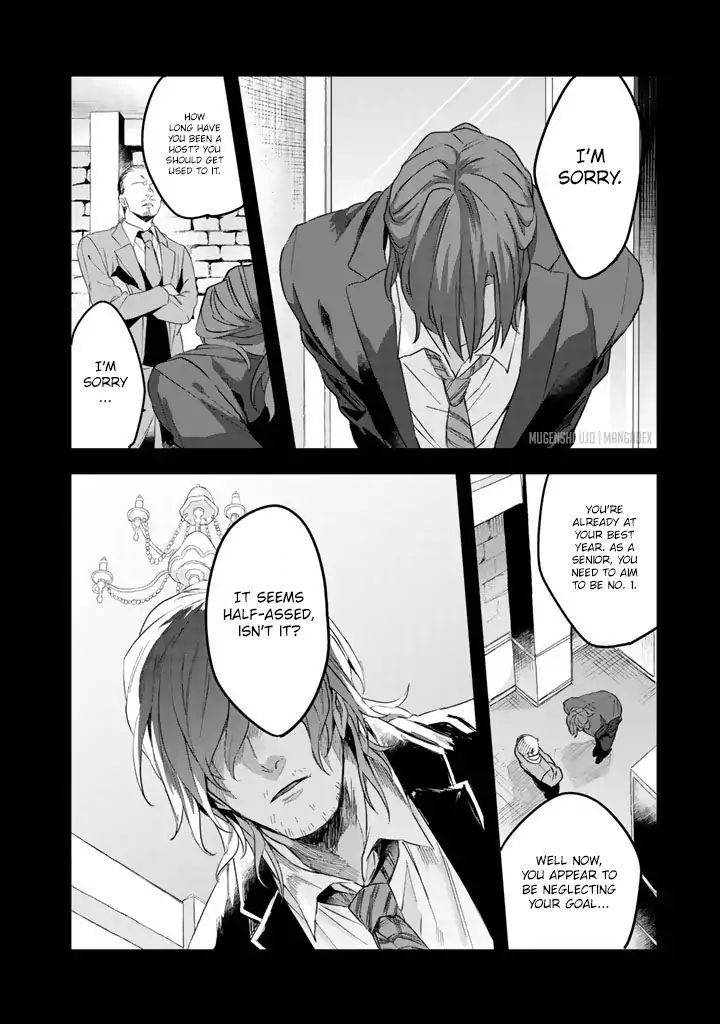 I'M
SORRY.
HOW
LONG HAVE
YOU BEEN A
HOST? YOU
SHOULD GET
USED TO IT.
I'M
SORRY
...
MUGENSHI UJO | MANGADEX
YOU'RE
ALREADY AT
YOUR BEST
YEAR. AS A
SENIOR, YOU
NEED TO AIM
TO BE NO. 1.
WELL NOW,
YOU APPEAR TO
BE NEGLECTING
YOUR GOAL...
IT SEEMS
HALF-ASSED,
ISN'T IT?